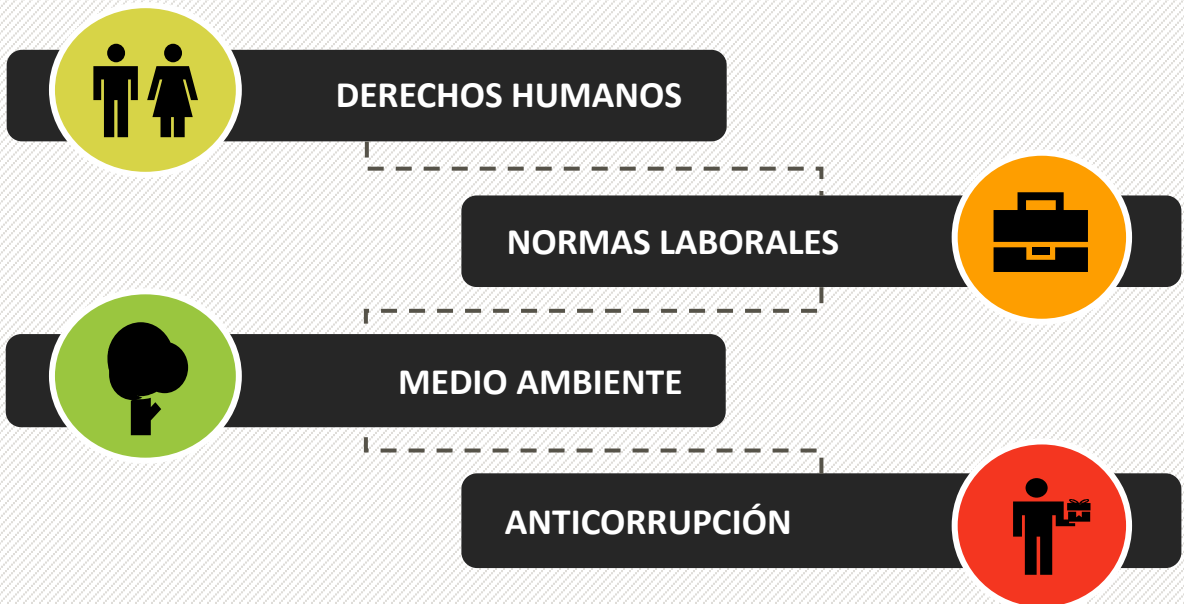 DERECHOS HUMANOS
NORMAS LABORALES
MEDIO AMBIENTE
ANTICORRUPCIÓN